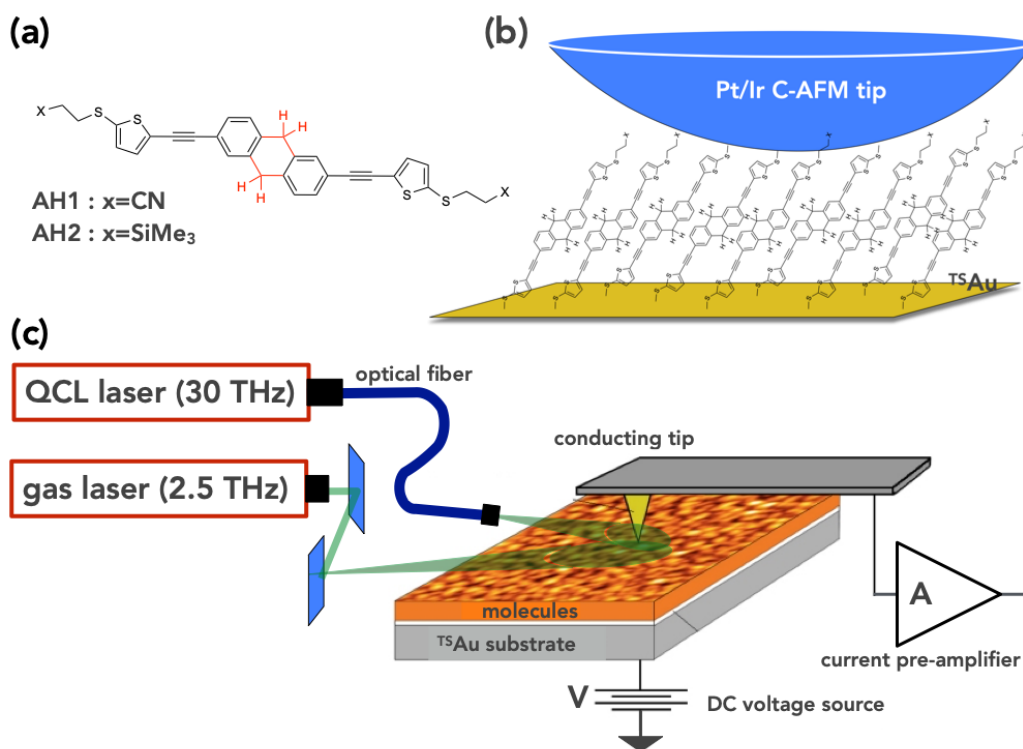 (a)
X
S
S
H
H
H
H
S
S
X
AH1 : x=CN
AH2 : x=SiMe3
(b)
Pt/Ir C-AFM tip
TSAu
(c)
QCL laser (30 THz)
optical fiber
gas laser (2.5 THz)
conducting tip
molecules
TSAu substrate
A
current pre-amplifier
V
DC voltage source